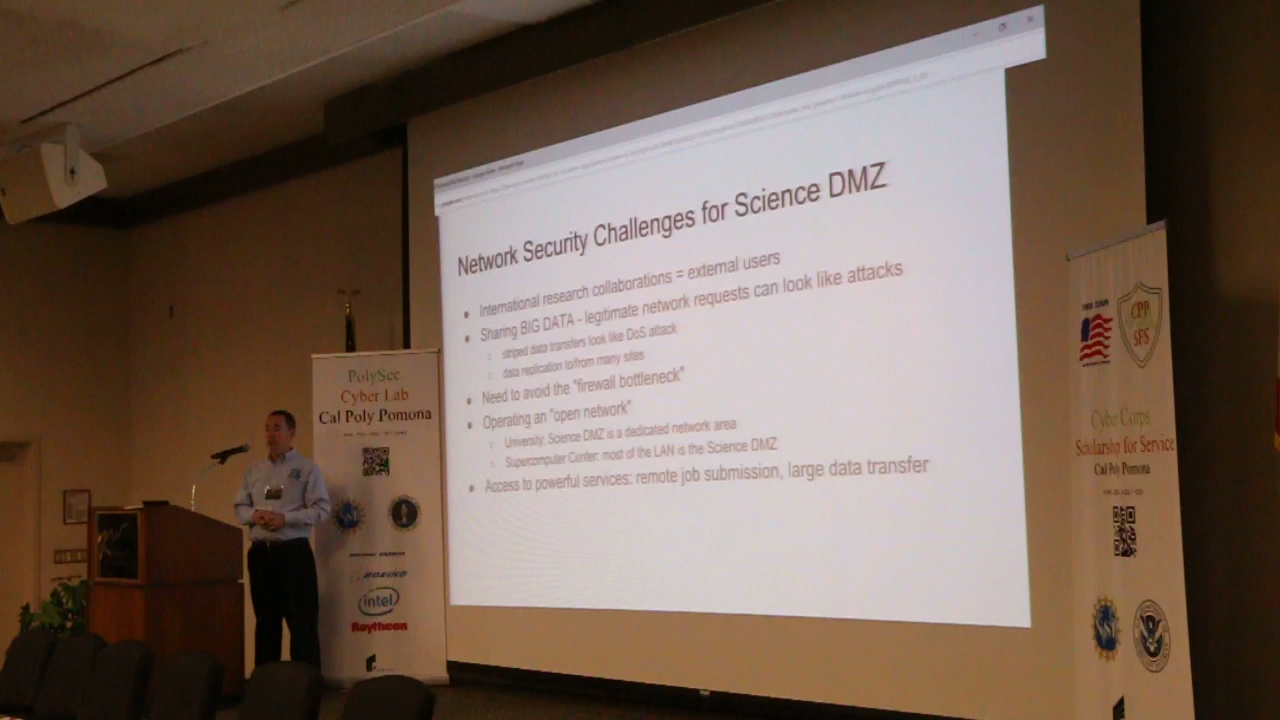 Network Security Challenges for Science DMZ
International research collaborations = external users
Sharing BIG DATA - legitimate network requests can look like attacks
striped data transfers look like DoS attack
data replication to/from many sites
Need to avoid the "firewall bottleneck"
Operating an "open network"
University: Science DMZ is a dedicated network area
Supercomputer Center: most of the LAN is the Science DMZ
Access to powerful services: remote job submission, large data transfer
PolySec
Cyber Lab
Cal Poly Pomona
BOEING
intel
Raytheon
CPP
SFS
Cybe Corps
Scholarship for Service
Cal Poly Pomona